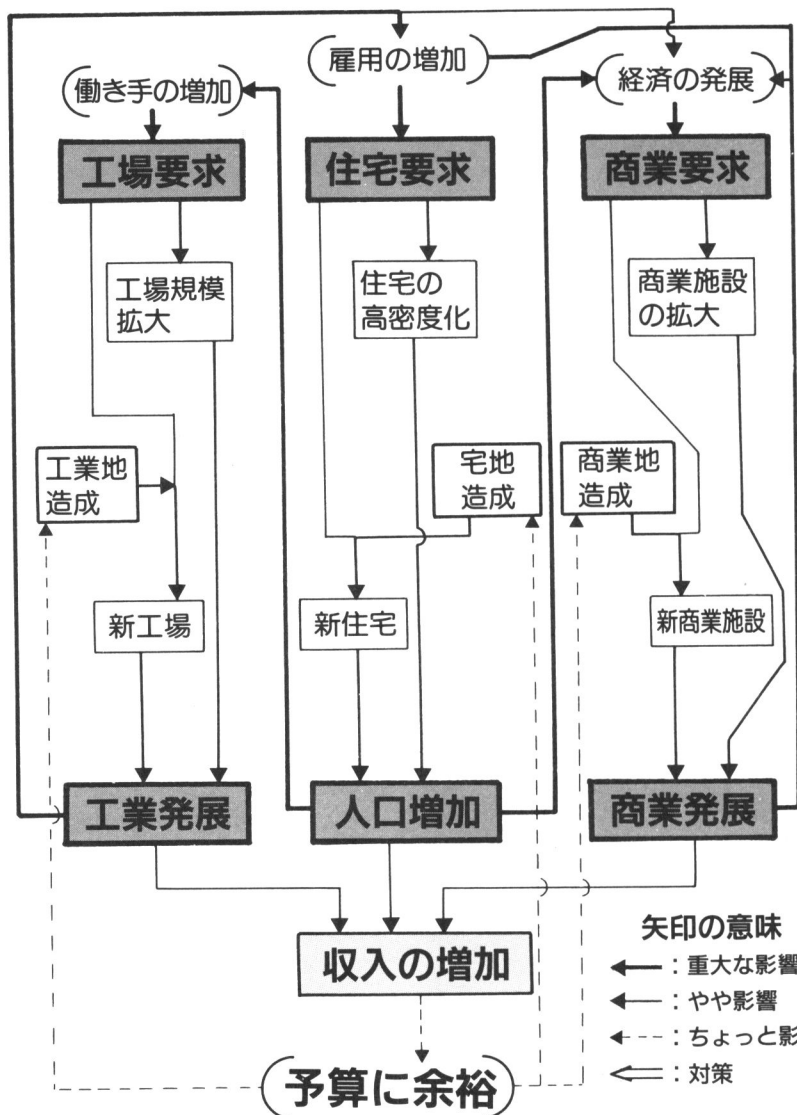 雇用の増加
働き手の増加
経済の発展
工場要求
住宅要求
商業要求
工場規模
拡大
住宅の
高密度化
商業施設
の拡大
工業地
造成
宅地
造成
商業地
造成
新工場
新住宅
新商業施設
工業発展
人口増加
商業発展
収入の増加
予算に余裕
矢印の意味
：重大な影響
：やや影響
：ちょっと影
：対策